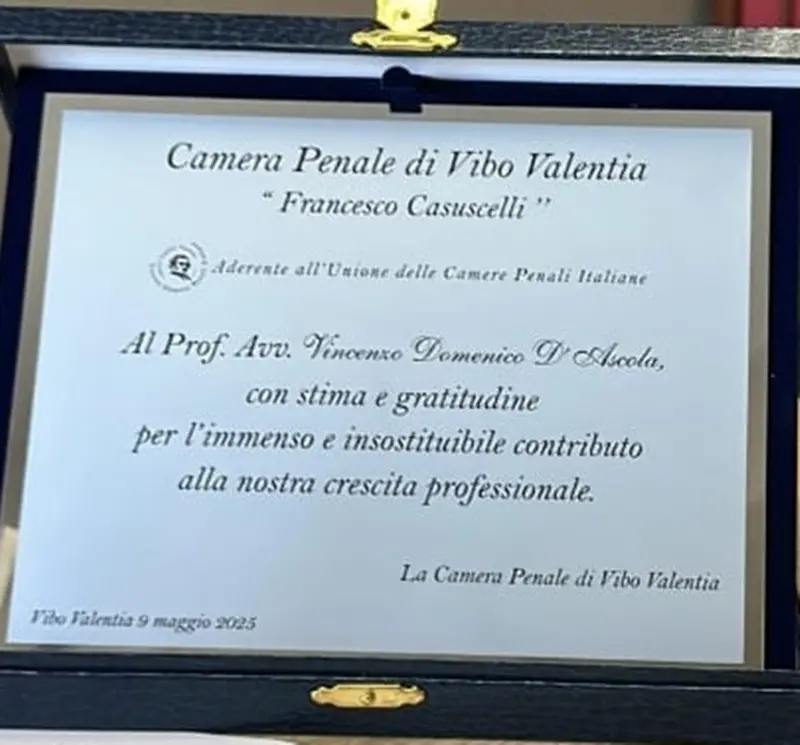 Camera Penale di Vibo Valentia
“ Francesco Casuscelli ”
Aderente all'Unione delle Camere Penali Italiane
Al Prof. Avv. Vincenzo Domenico D'Ascola,
con stima e gratitudine
per l'immenso e insostituibile contributo
alla nostra crescita professionale.
La Camera Penale di Vibo Valentia
Vibo Valentia 9 maggio 2025